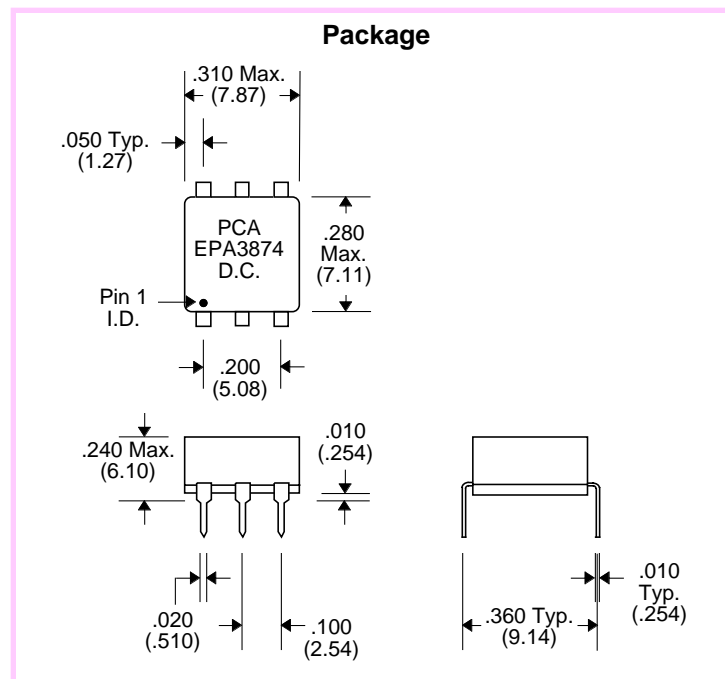 Package
.310 Max.
(7.87)
.050 Typ.
(1.27)
PCA
EPA3874
D.C.
.280
Max.
(7.11)
Pin 1
I.D.
.200
(5.08)
.240 Max.
(6.10)
.010
(.254)
.020
(.510)
.100
(2.54)
.360 Typ.
(9.14)
.010
Typ.
(.254)